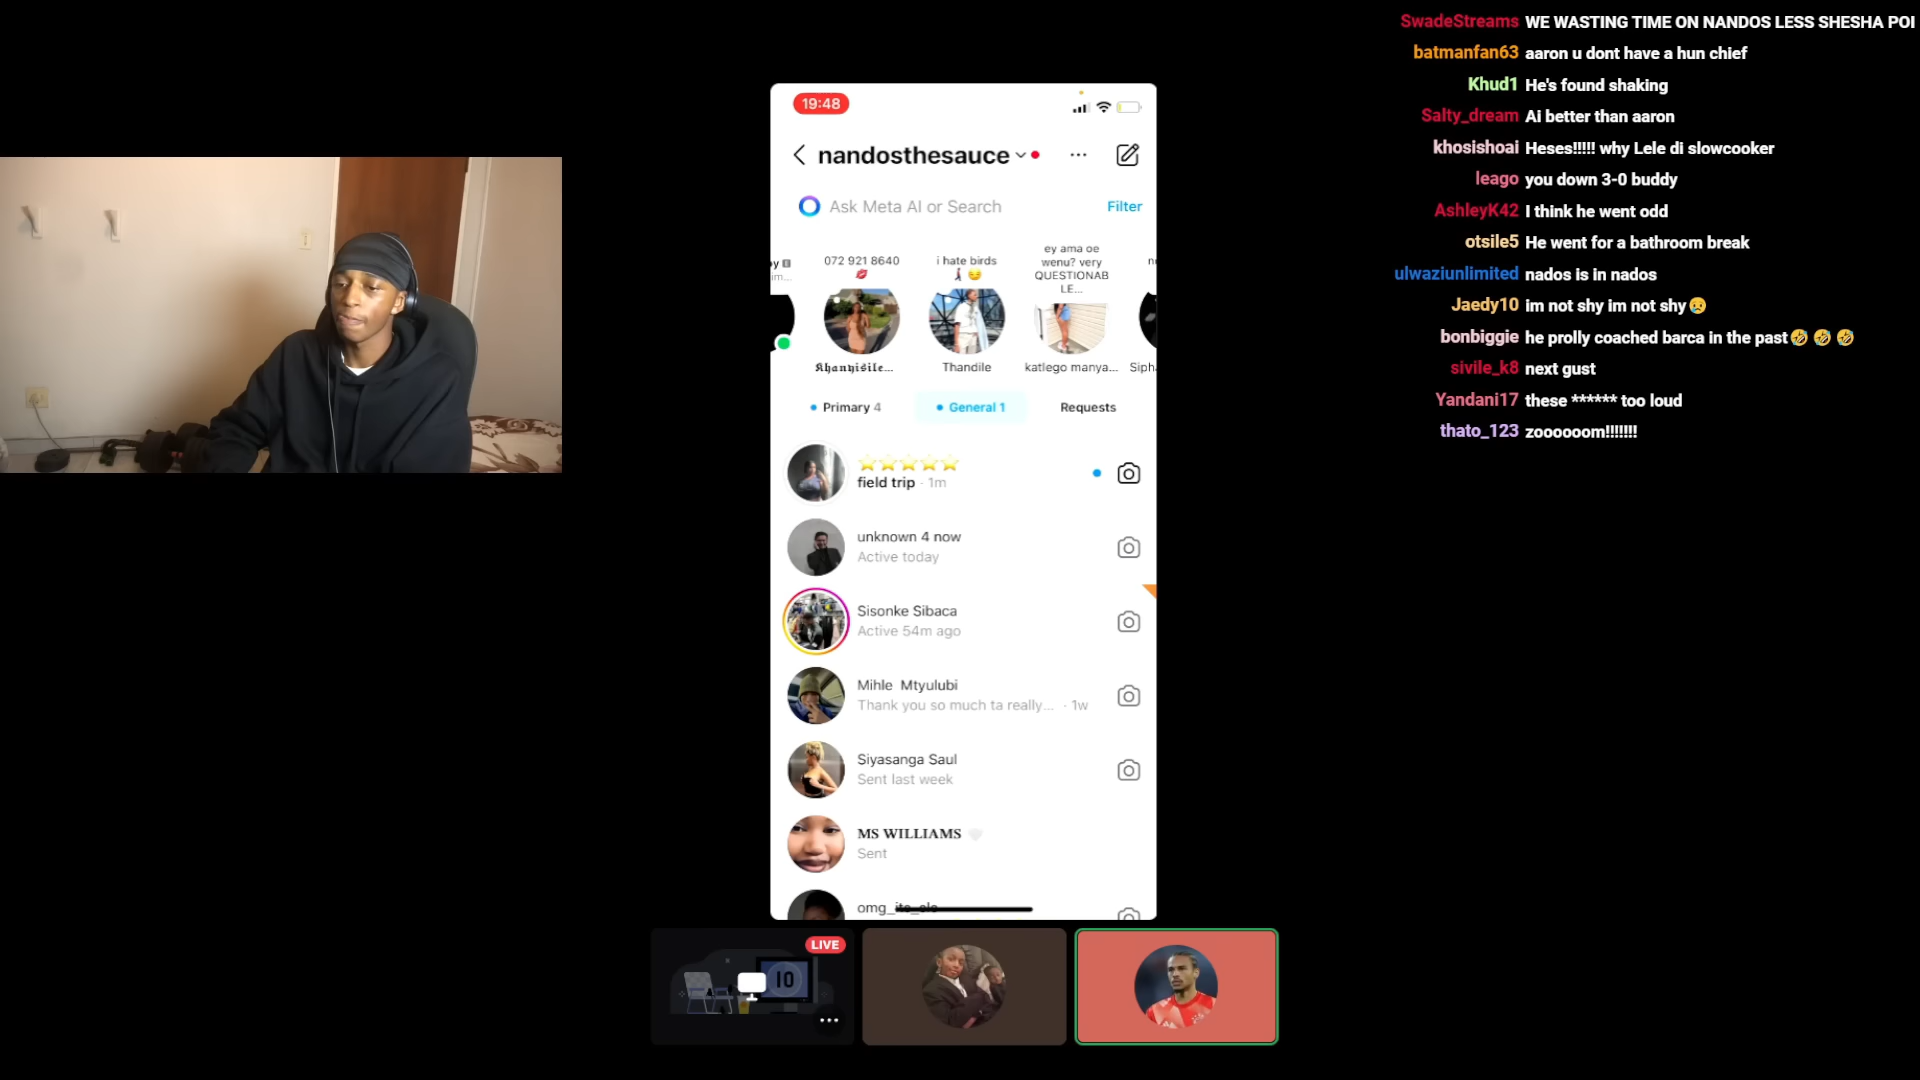 19:48
nandosthesauce
Ask Meta AI or Search
Filter
072 921 8640
💋
i hate birds
ey ama oe
wenu? very
QUESTIONAB
LE...
𝕶𝖍𝖆𝖓𝖞𝖎𝖘𝖎𝖑𝖊...
Thandile
katlego manya...
Siph
Primary 4
General 1
Requests
⭐⭐⭐⭐⭐
field trip · 1m
unknown 4 now
Active today
Sisonke Sibaca
Active 54m ago
Mihle Mtyulubi
Thank you so much ta really... · 1w
Siyasanga Saul
Sent last week
MS WILLIAMS 🤍
Sent
LIVE
10
SwadeStreams WE WASTING TIME ON NANDOS LESS SHESHA POI
batmanfan63 aaron u dont have a hun chief
Khud1 He's found shaking
Salty_dream Ai better than aaron
khosishoai Heses!!!!! why Lele di slowcooker
leago you down 3-0 buddy
AshleyK42 I think he went odd
otsile5 He went for a bathroom break
ulwaziunlimited nados is in nados
Jaedy10 im not shy im not shy😥
bonbiggie he prolly coached barca in the past🤣 🤣 🤣
sivile_k8 next gust
Yandani17 these ****** too loud
thato_123 zoooooom!!!!!!!